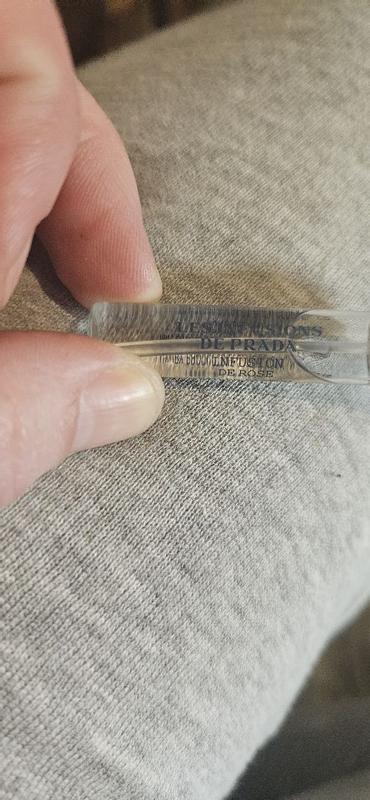 LES INFUSIONS
DE PRADA
INFUSION
DE ROSE